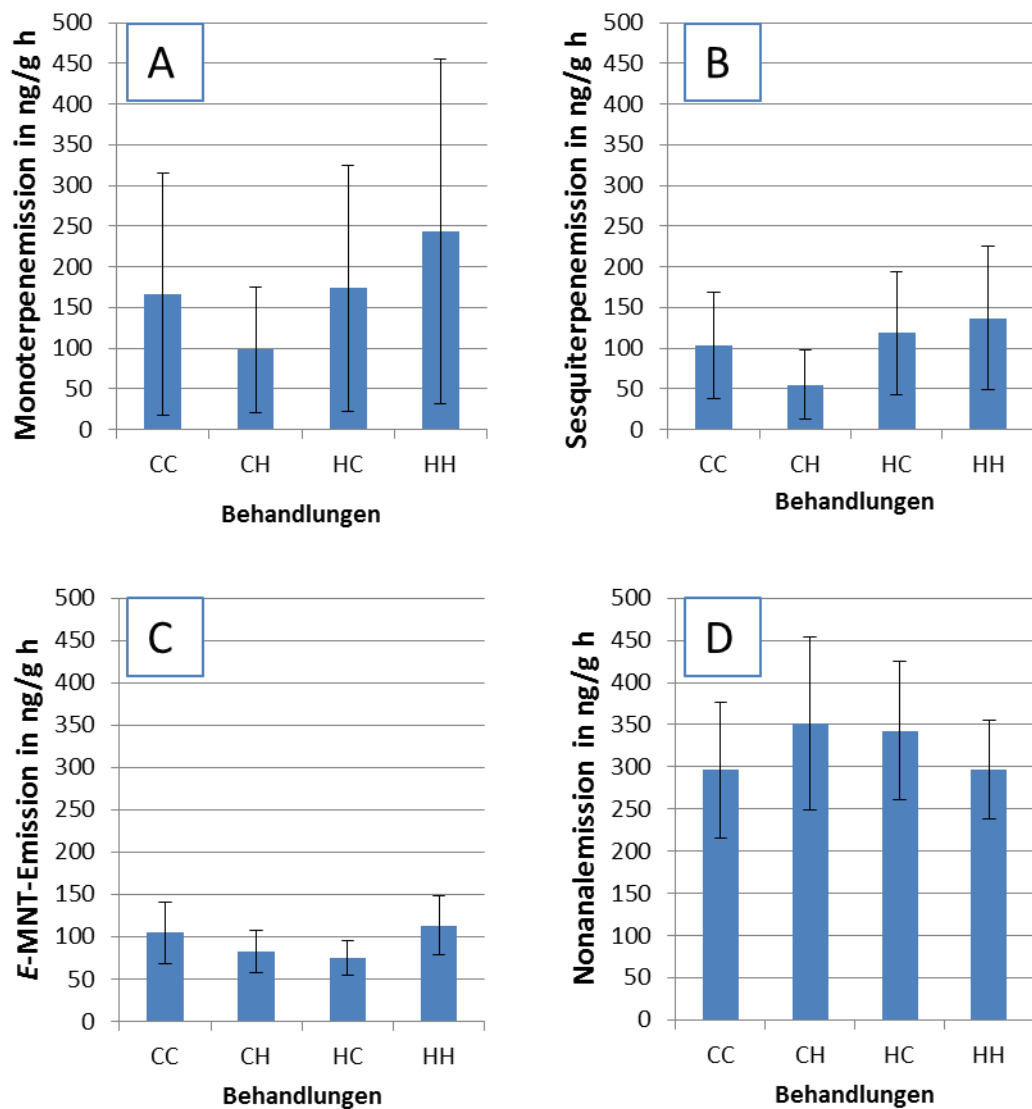 A
Monoterpenemission in ng/g h
500
450
400
350
300
250
200
150
100
50
0
CC CH HC HH
Behandlungen
B
Sesquiterpenemission in ng/g h
500
450
400
350
300
250
200
150
100
50
0
CC CH HC HH
Behandlungen
C
E-MNT-Emission in ng/g h
500
450
400
350
300
250
200
150
100
50
0
CC CH HC HH
Behandlungen
D
Nonanalemission in ng/g h
500
450
400
350
300
250
200
150
100
50
0
CC CH HC HH
Behandlungen